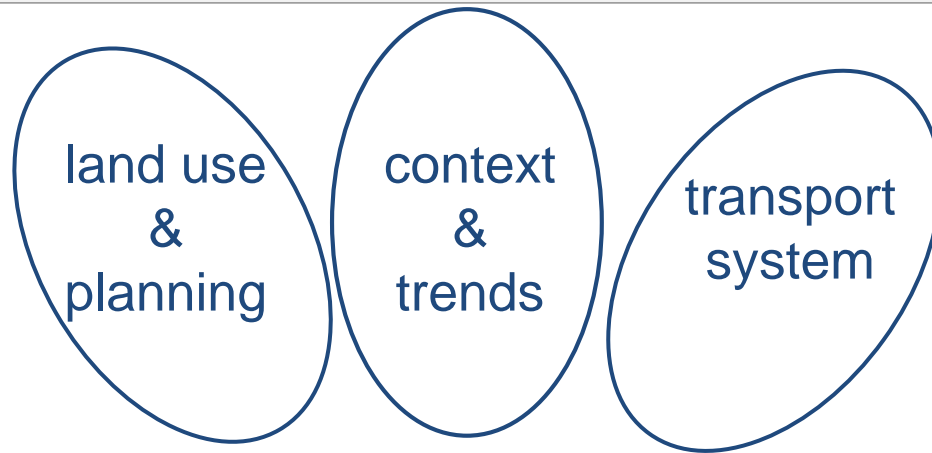 land use
&
planning
context
&
trends
transport
system